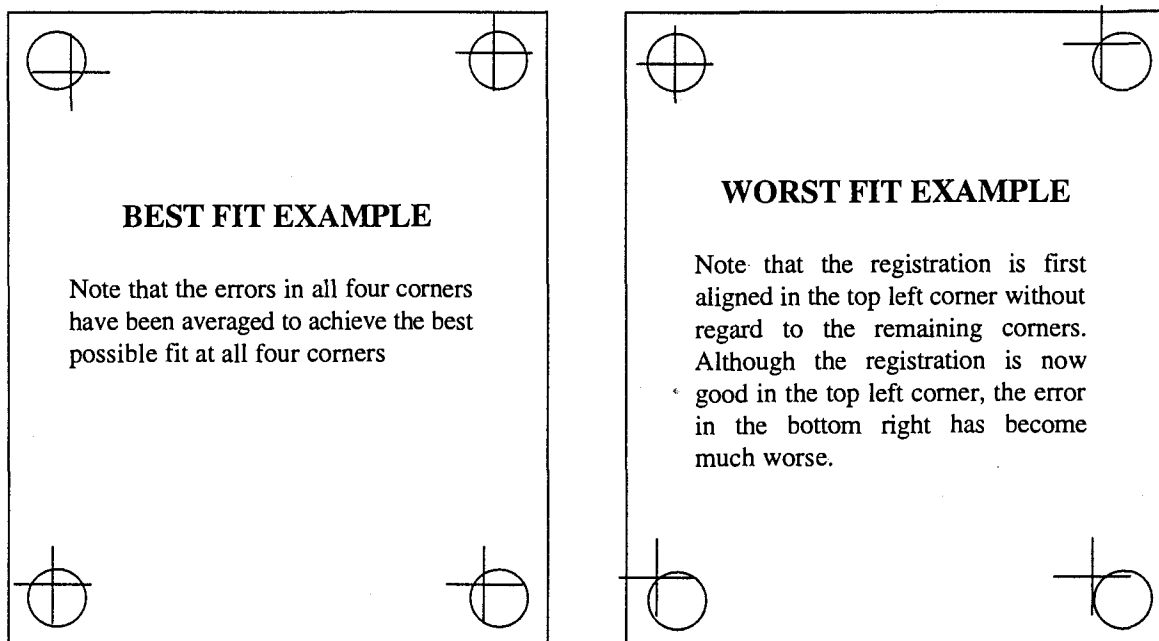 BEST FIT EXAMPLE
Note that the errors in all four corners
have been averaged to achieve the best
possible fit at all four corners
WORST FIT EXAMPLE
Note that the registration is first
aligned in the top left corner without
regard to the remaining corners.
Although the registration is now
good in the top left corner, the error
in the bottom right has become
much worse.